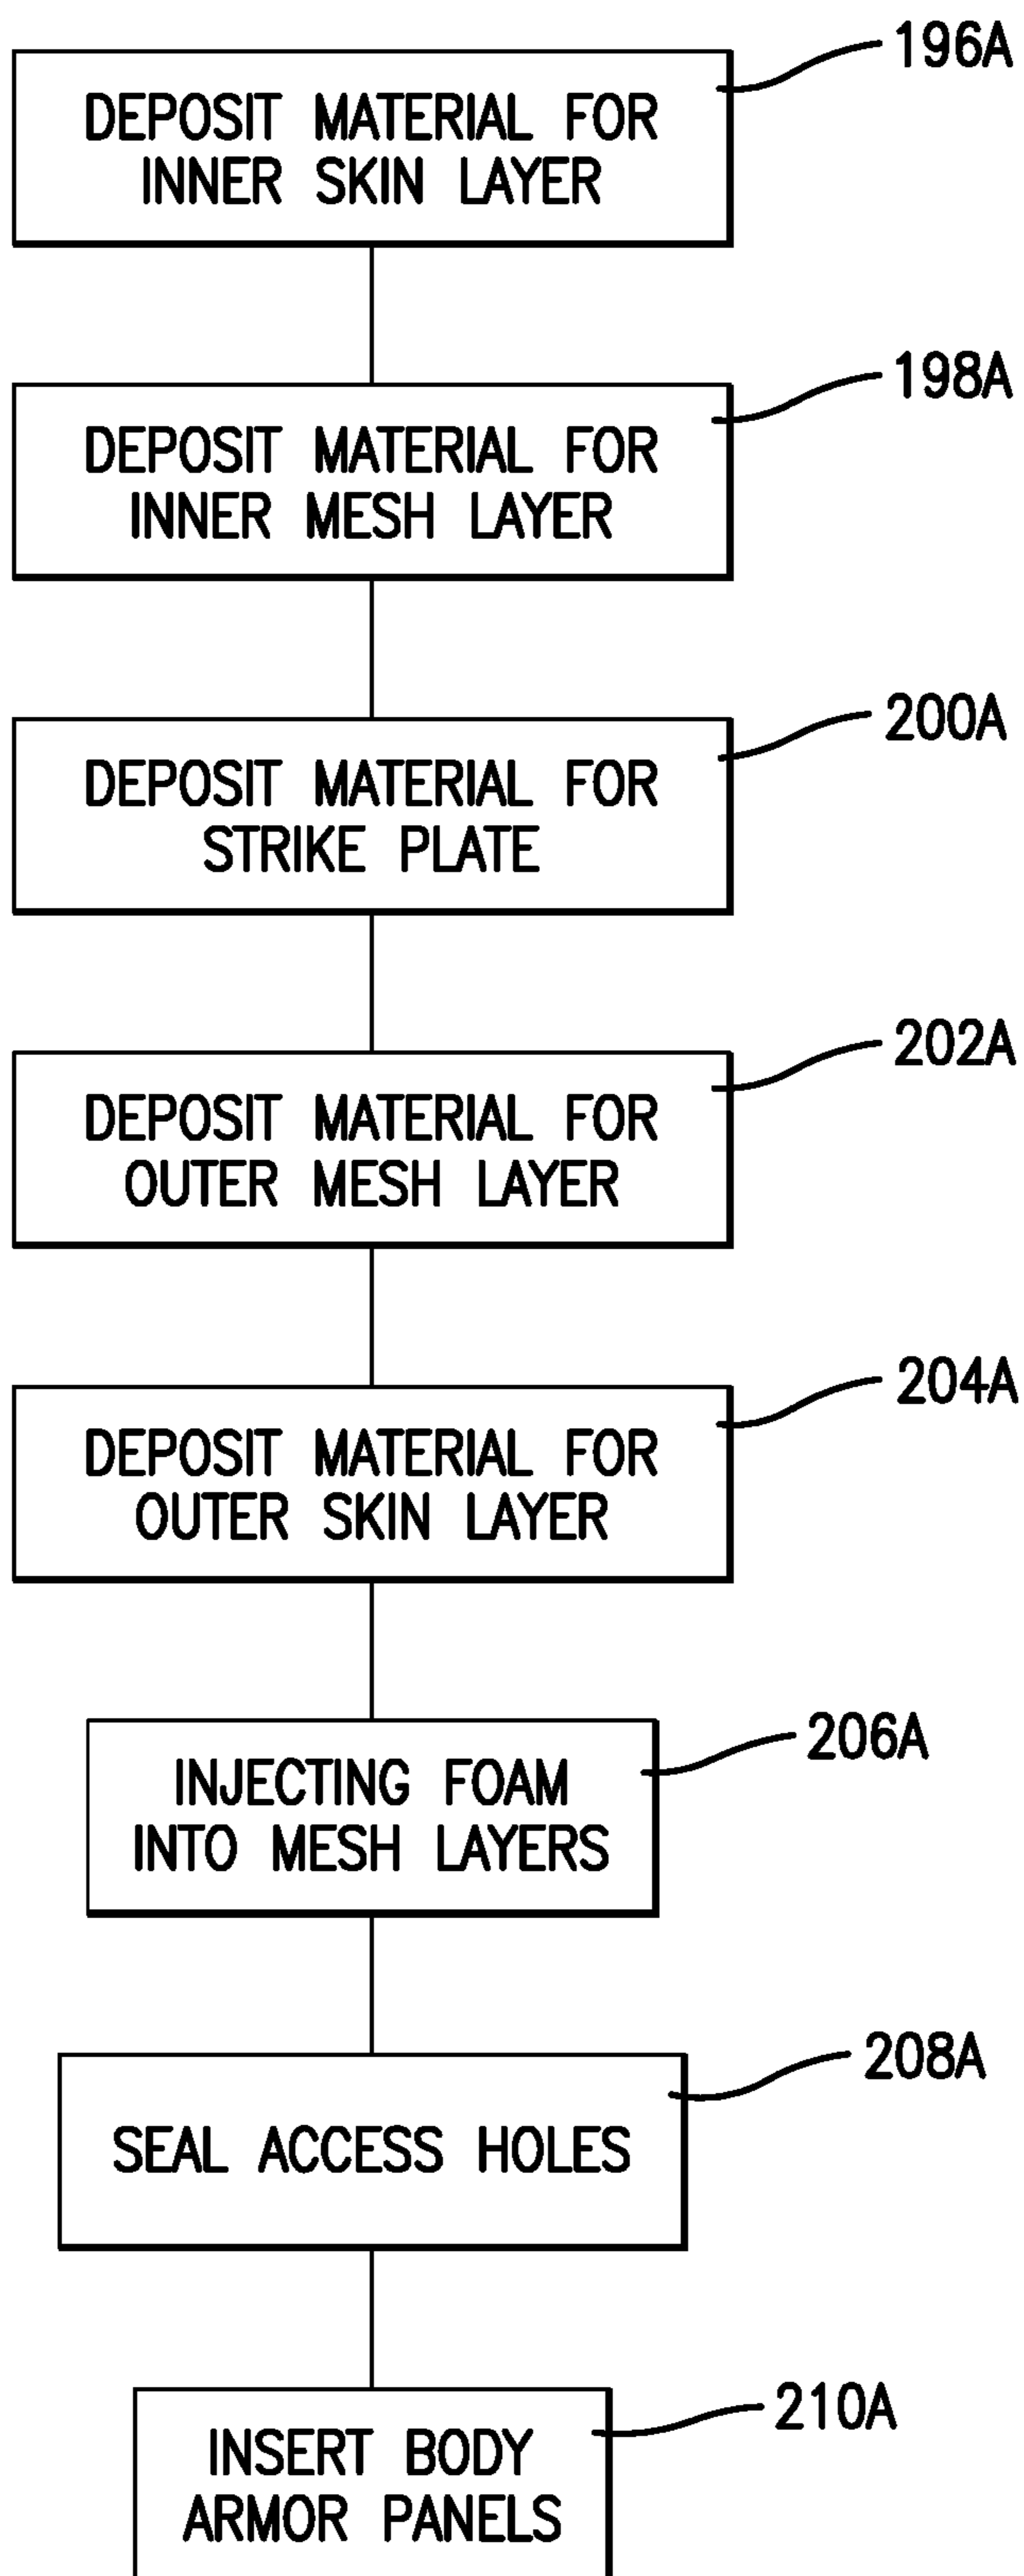 196A
DEPOSIT MATERIAL FOR
INNER SKIN LAYER
198A
DEPOSIT MATERIAL FOR
INNER MESH LAYER
200A
DEPOSIT MATERIAL FOR
STRIKE PLATE
202A
DEPOSIT MATERIAL FOR
OUTER MESH LAYER
204A
DEPOSIT MATERIAL FOR
OUTER SKIN LAYER
206A
INJECTING FOAM
INTO MESH LAYERS
208A
SEAL ACCESS HOLES
210A
INSERT BODY
ARMOR PANELS